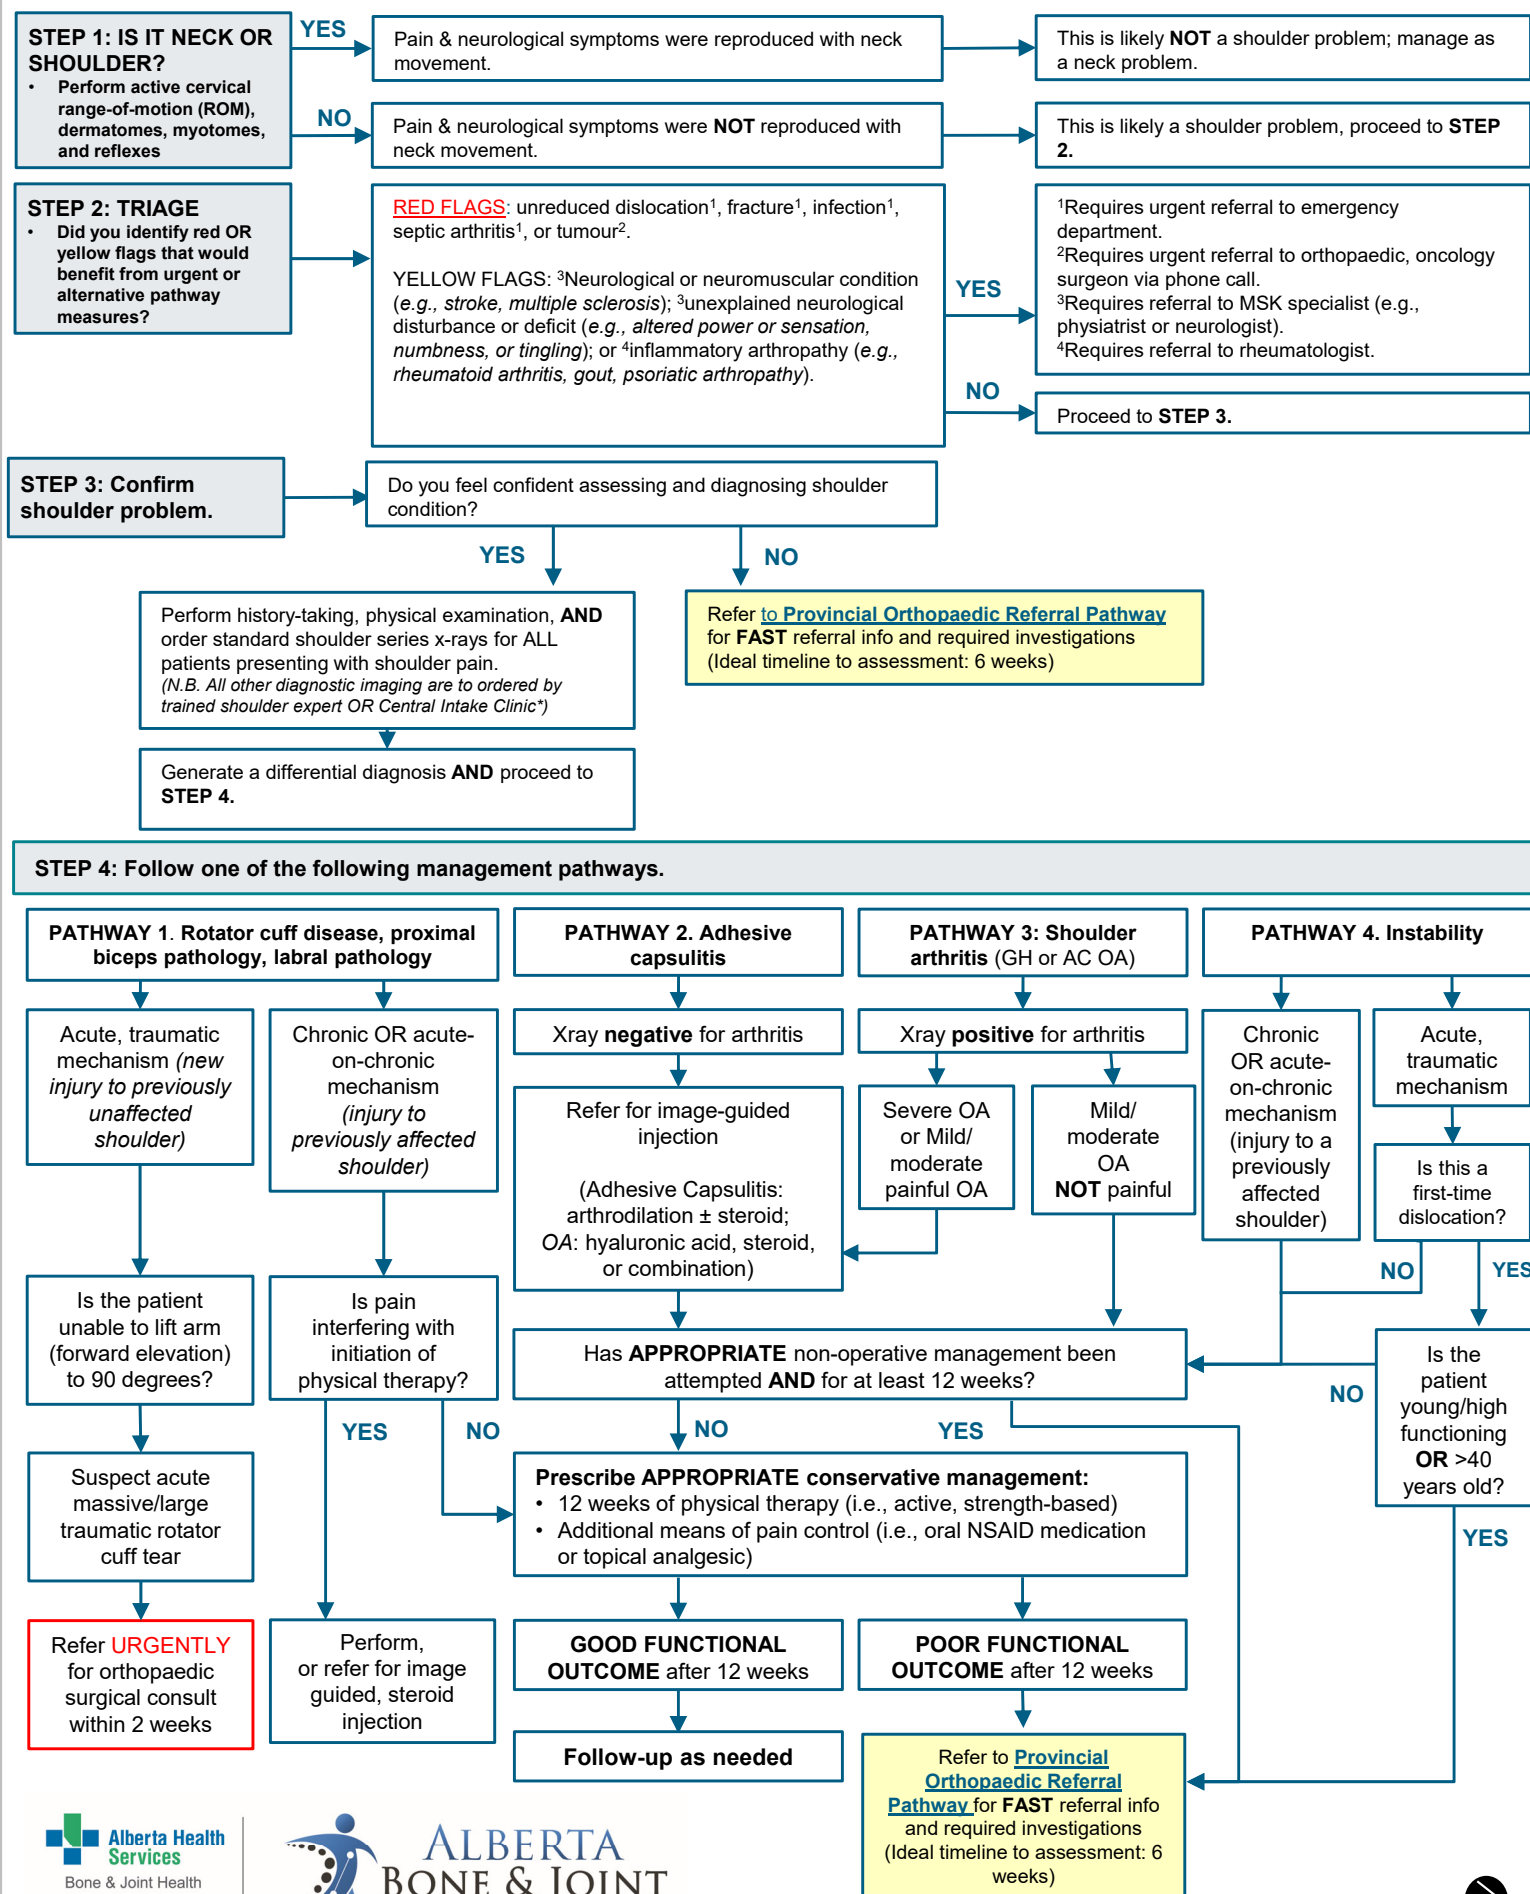 STEP 1: IS IT NECK OR
SHOULDER?
• Perform active cervical
range-of-motion (ROM),
dermatomes, myotomes,
and reflexes
YES
Pain & neurological symptoms were reproduced with neck
movement.
This is likely NOT a shoulder problem; manage as
a neck problem.
NO
Pain & neurological symptoms were NOT reproduced with
neck movement.
This is likely a shoulder problem, proceed to STEP
2.
STEP 2: TRIAGE
• Did you identify red OR
yellow flags that would
benefit from urgent or
alternative pathway
measures?
RED FLAGS: unreduced dislocation¹, fracture¹, infection¹,
septic arthritis¹, or tumour².
YELLOW FLAGS: ³Neurological or neuromuscular condition
(e.g., stroke, multiple sclerosis); ³unexplained neurological
disturbance or deficit (e.g., altered power or sensation,
numbness, or tingling); or ⁴inflammatory arthropathy (e.g.,
rheumatoid arthritis, gout, psoriatic arthropathy).
YES
¹Requires urgent referral to emergency
department.
²Requires urgent referral to orthopaedic, oncology
surgeon via phone call.
³Requires referral to MSK specialist (e.g.,
physiatrist or neurologist).
⁴Requires referral to rheumatologist.
NO
Proceed to STEP 3.
STEP 3: Confirm
shoulder problem.
Do you feel confident assessing and diagnosing shoulder
condition?
YES
NO
Perform history-taking, physical examination, AND
order standard shoulder series x-rays for ALL
patients presenting with shoulder pain.
(N.B. All other diagnostic imaging are to ordered by
trained shoulder expert OR Central Intake Clinic*)
Refer to Provincial Orthopaedic Referral Pathway
for FAST referral info and required investigations
(Ideal timeline to assessment: 6 weeks)
Generate a differential diagnosis AND proceed to
STEP 4.
STEP 4: Follow one of the following management pathways.
PATHWAY 1. Rotator cuff disease, proximal
biceps pathology, labral pathology
Acute, traumatic
mechanism (new
injury to previously
unaffected
shoulder)
Is the patient
unable to lift arm
(forward elevation)
to 90 degrees?
Suspect acute
massive/large
traumatic rotator
cuff tear
Refer URGENTLY
for orthopaedic
surgical consult
within 2 weeks
Chronic OR acute-
on-chronic
mechanism
(injury to
previously affected
shoulder)
Is pain
interfering with
initiation of
physical therapy?
YES
NO
Perform,
or refer for image
guided, steroid
injection
PATHWAY 2. Adhesive
capsulitis
Xray negative for arthritis
Refer for image-guided
injection
(Adhesive Capsulitis:
arthrodilation ± steroid;
OA: hyaluronic acid, steroid,
or combination)
PATHWAY 3: Shoulder
arthritis (GH or AC OA)
Xray positive for arthritis
Severe OA
or Mild/
moderate
painful OA
Mild/
moderate
OA
NOT painful
Has APPROPRIATE non-operative management been
attempted AND for at least 12 weeks?
NO
YES
Prescribe APPROPRIATE conservative management:
• 12 weeks of physical therapy (i.e., active, strength-based)
• Additional means of pain control (i.e., oral NSAID medication
or topical analgesic)
GOOD FUNCTIONAL
OUTCOME after 12 weeks
Follow-up as needed
POOR FUNCTIONAL
OUTCOME after 12 weeks
Refer to Provincial
Orthopaedic Referral
Pathway for FAST referral info
and required investigations
(Ideal timeline to assessment: 6
weeks)
PATHWAY 4. Instability
Chronic
OR acute-
on-chronic
mechanism
(injury to a
previously
affected
shoulder)
Acute,
traumatic
mechanism
Is this a
first-time
dislocation?
NO
YES
Is the
patient
young/high
functioning
OR >40
years old?
NO
YES
Alberta Health
Services
Bone & Joint Health
ALBERTA
BONE & JOINT